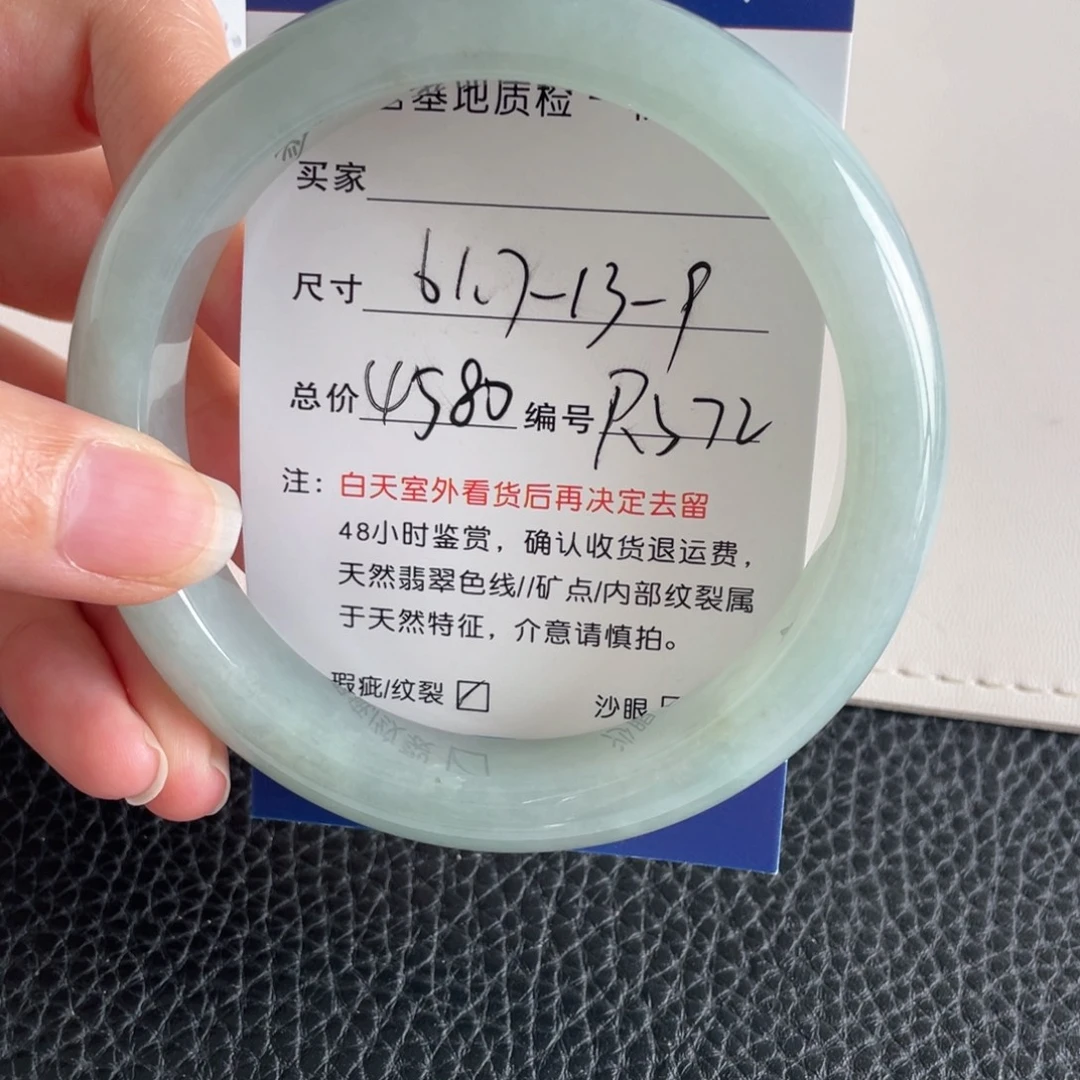 基地质检
买家
尺寸 61.7-13-9
总价 4580 编号 R572
注：白天室外看货后再决定去留
48小时鉴赏，确认收货退运费，
天然翡翠色线//矿点/内部纹裂属
于天然特征，介意请慎拍。
瑕疵/纹裂 沙眼